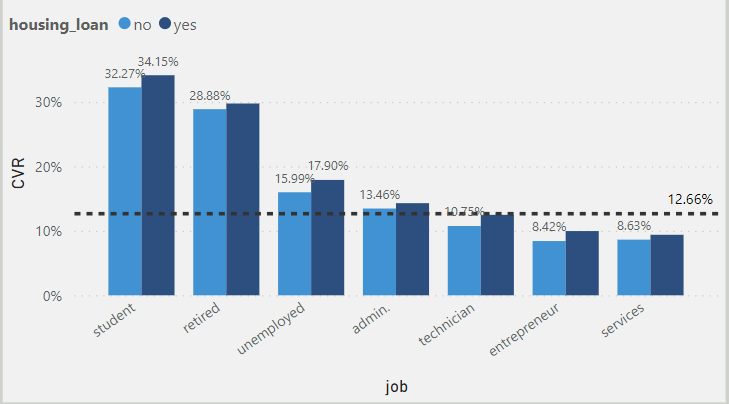 housing_loan no yes
34.15%
32.27%
28.88%
30%
CVR
20%
17.90%
15.99%
13.46%
12.66%
10.75%
10%
8.42%
8.63%
0%
student
retired
unemployed
admin.
technician
entrepreneur
services
job